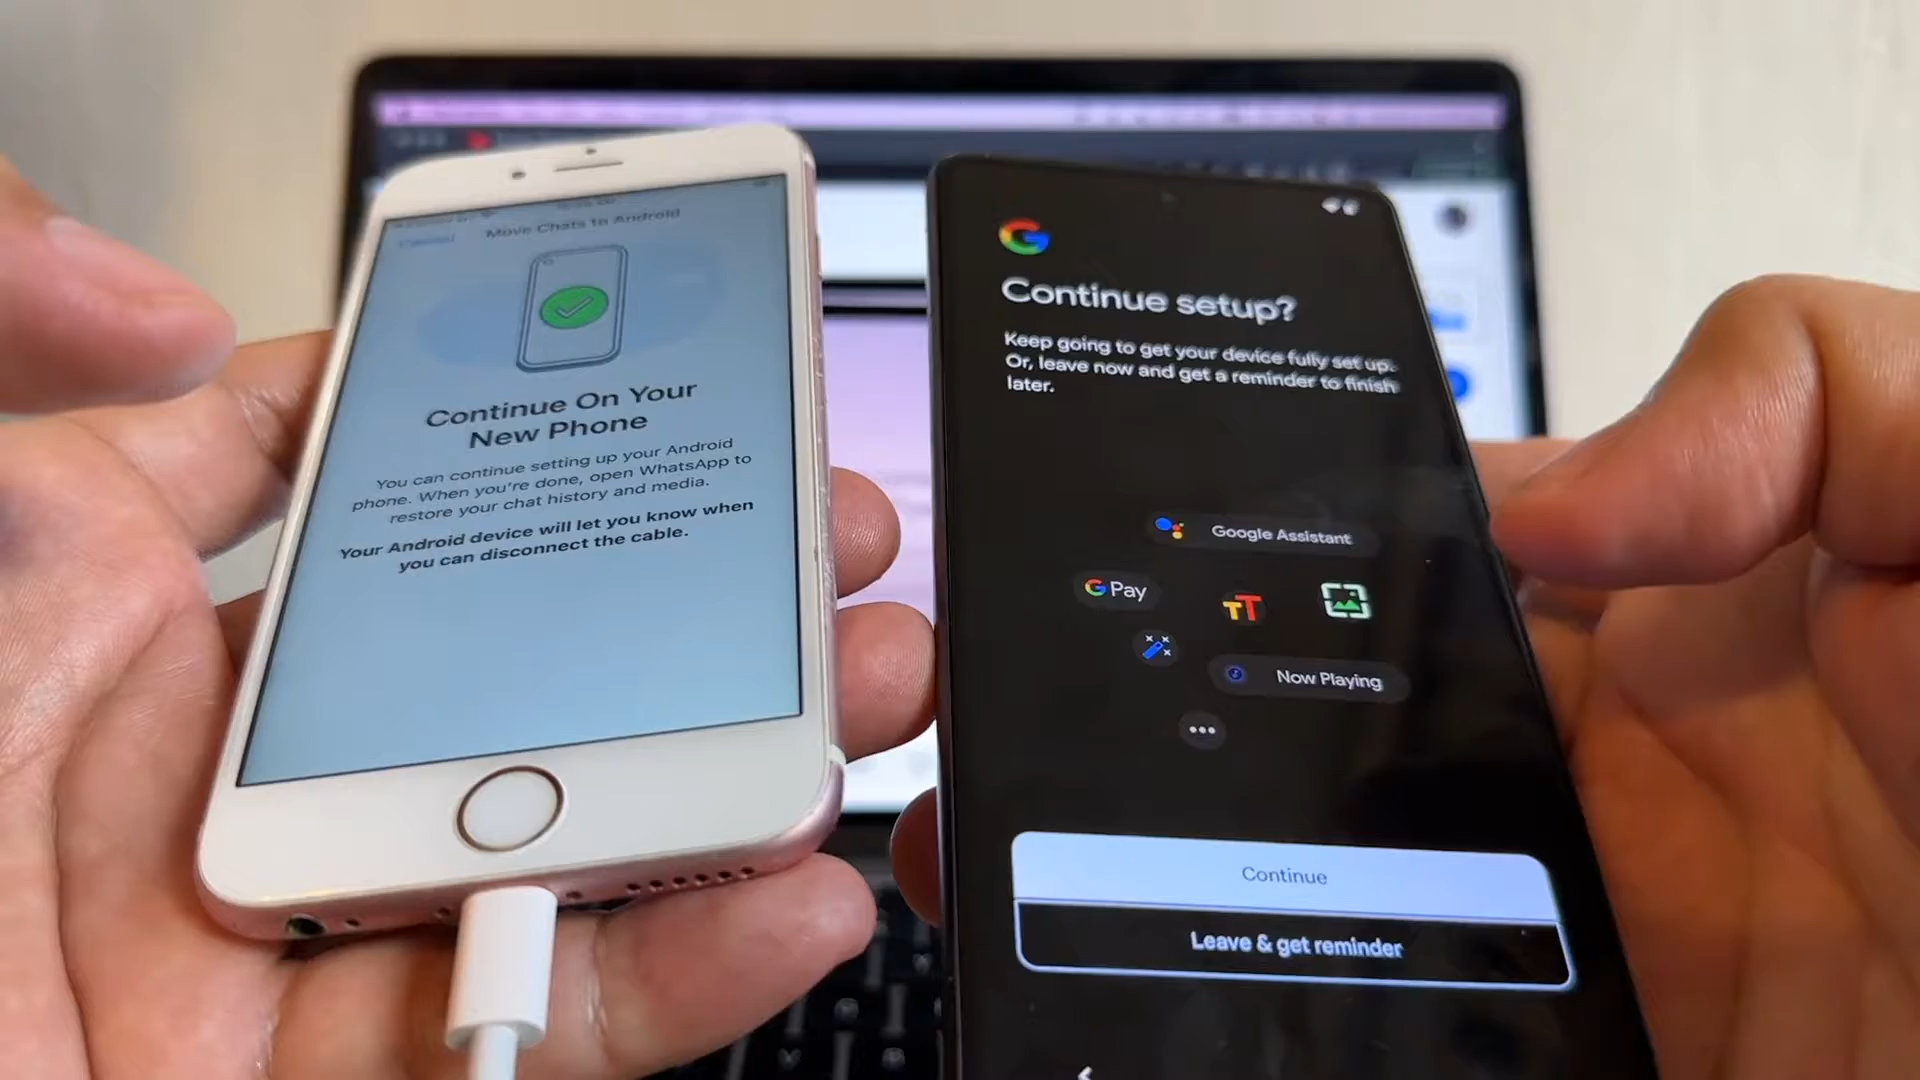 Cancel
Move Chats to Android
Continue On Your
New Phone
You can continue setting up your Android
phone. When you're done, open WhatsApp to
restore your chat history and media.
Your Android device will let you know when
you can disconnect the cable.
Continue setup?
Keep going to get your device fully set up.
Or, leave now and get a reminder to finish
later.
Google Assistant
G Pay
TT
Now Playing
Continue
Leave & get reminder